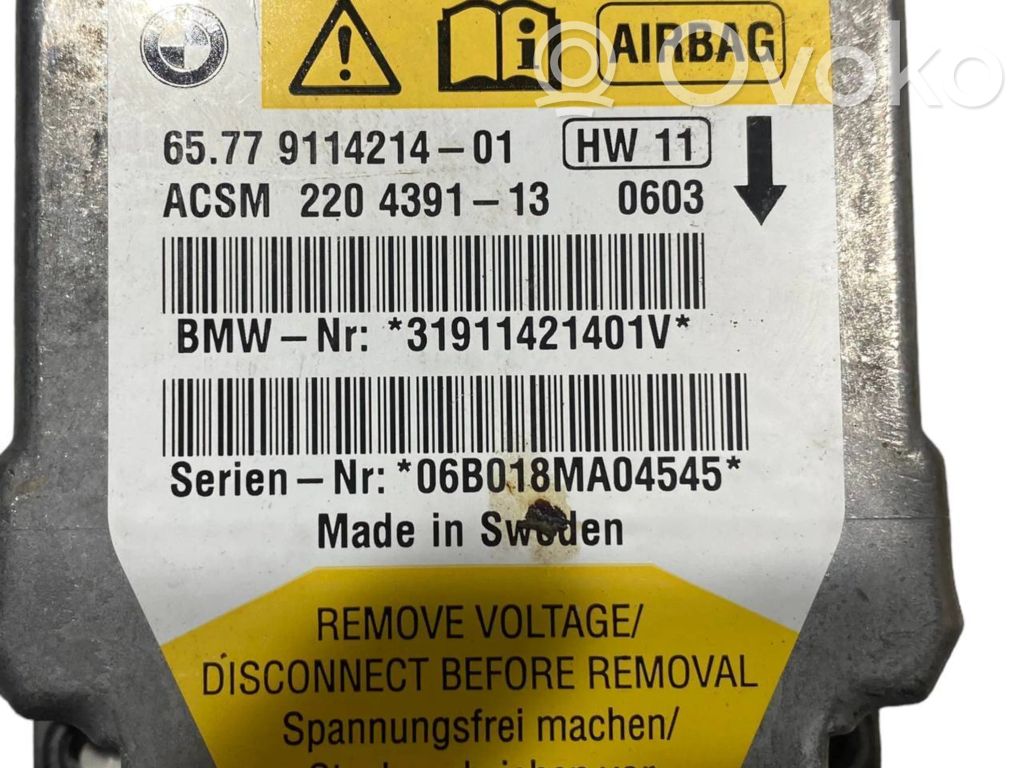 AIRBAG
Ovoko
65.77 9114214-01 HW 11
ACSM 220 4391-13 0603
BMW-Nr: *31911421401V*
Serien-Nr: *06B018MA04545*
Made in Sweden
REMOVE VOLTAGE/
DISCONNECT BEFORE REMOVAL
Spannungsfrei machen/